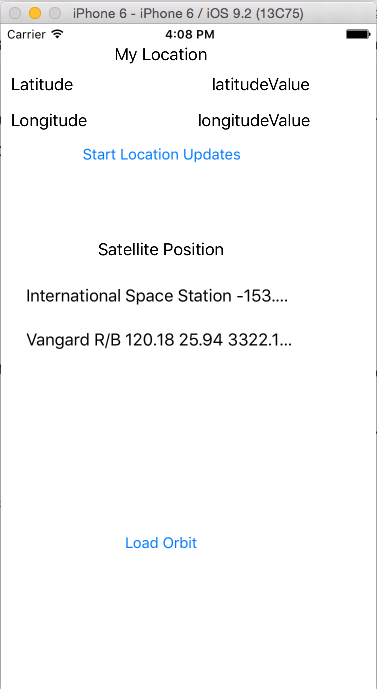 iPhone 6 - iPhone 6 / iOS 9.2 (13C75)
Carrier 4:08 PM
My Location
Latitude latitudeValue
Longitude longitudeValue
Start Location Updates
Satellite Position
International Space Station -153....
Vangard R/B 120.18 25.94 3322.1...
Load Orbit